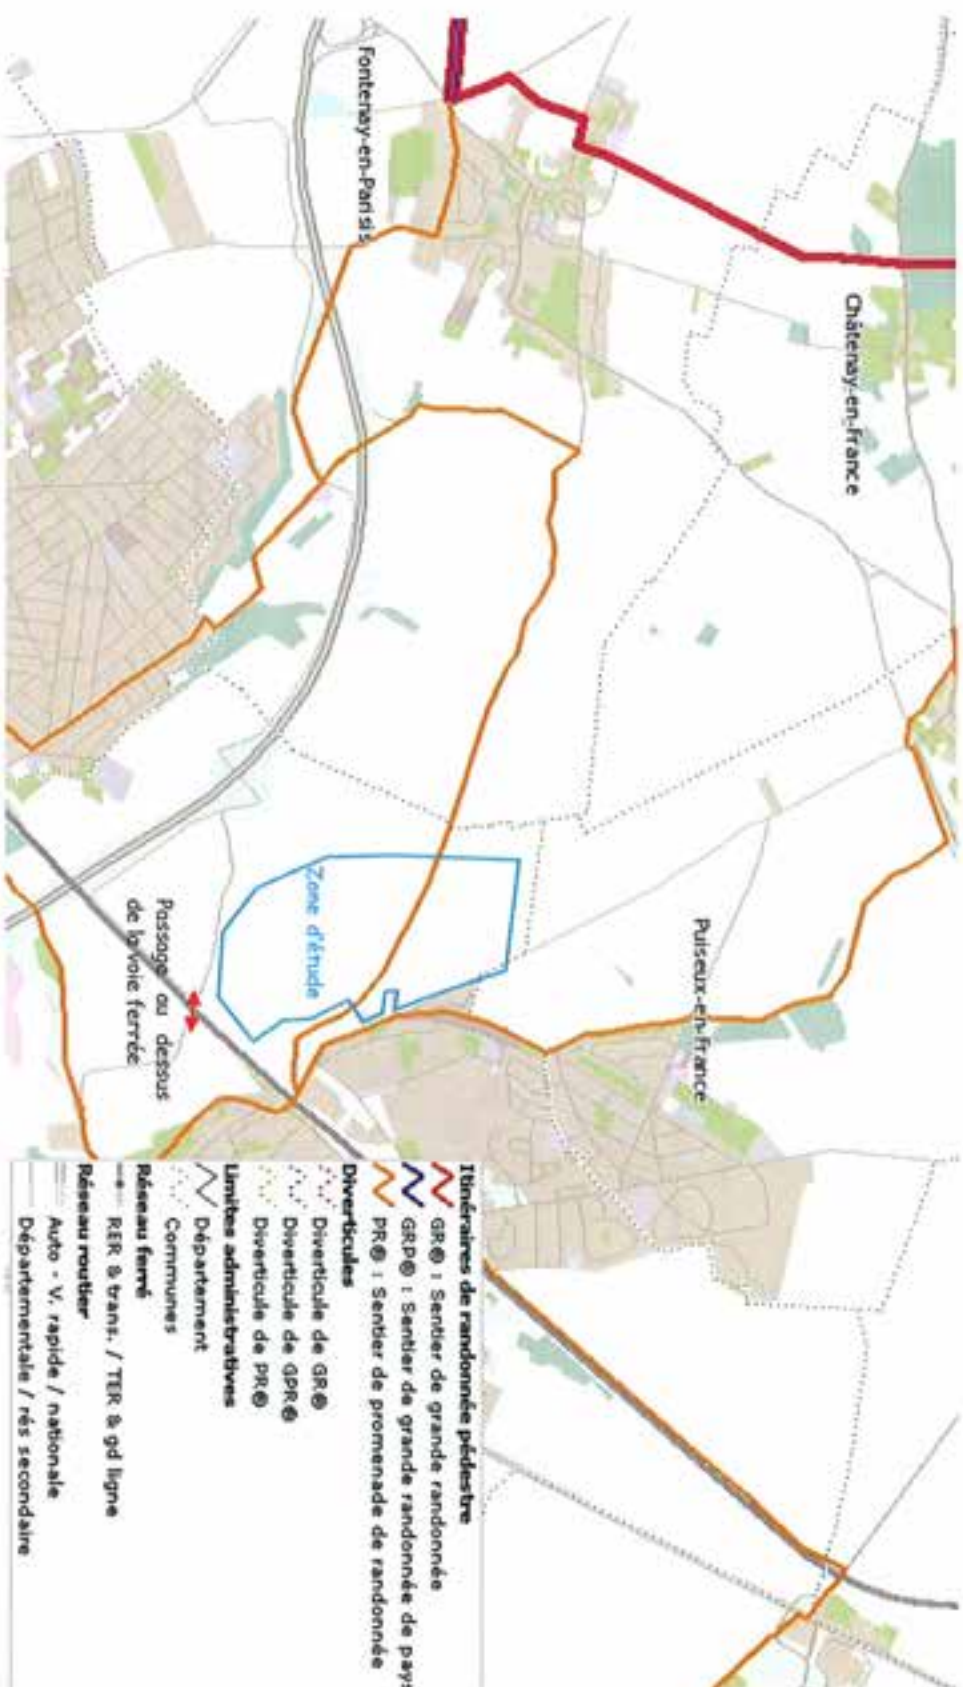 Châtenay-en-France
Fontenay-en-Parisis
Puiseux-en-France
Zone d'étude
Passage au dessus
de la voie ferrée
Itinéraires de randonnée pédestre
GR® : Sentier de grande randonnée
GRP® : Sentier de grande randonnée de pays
PR® : Sentier de promenade de randonnée
Diverticules
Diverticule de GR®
Diverticule de GPR®
Diverticule de PR®
Limites administratives
Département
Communes
Réseau ferré
RER & trans. / TER & gd ligne
Réseau routier
Auto - V. rapide / nationale
Départementale / rés secondaire